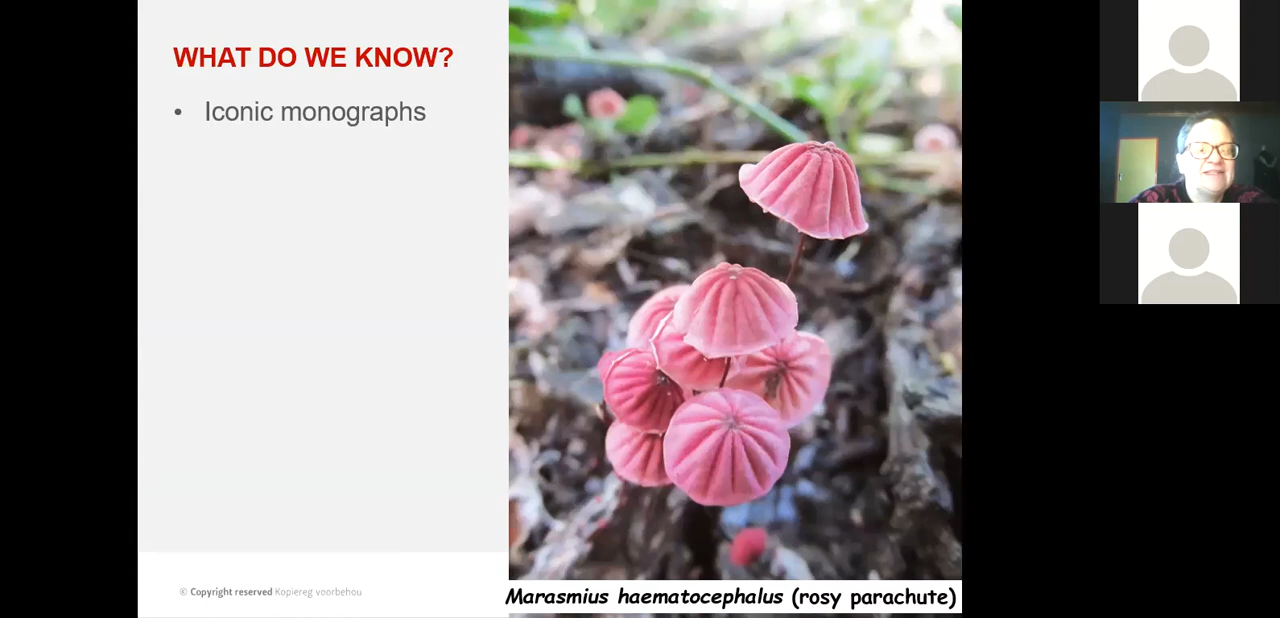 WHAT DO WE KNOW?
• Iconic monographs
© Copyright reserved Kopiereg voorbehou
Marasmius haematocephalus (rosy parachute)